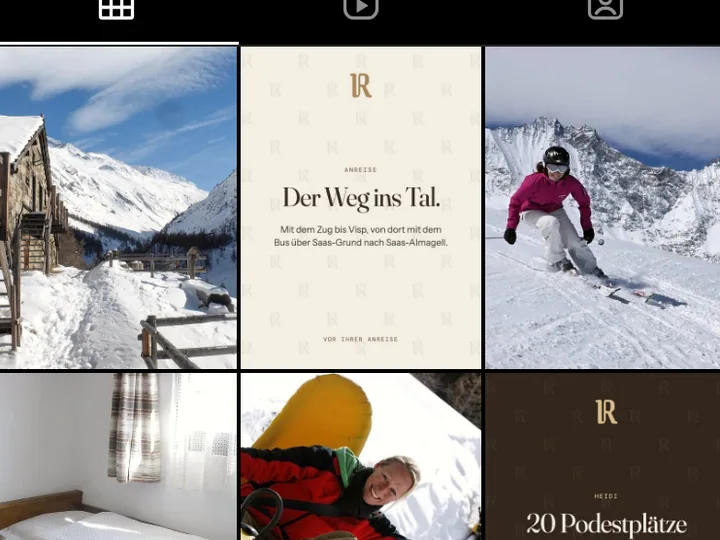 R
ANREISE
Der Weg ins Tal.
Mit dem Zug bis Visp, von dort mit dem
Bus über Saas-Grund nach Saas-Almagell.
VOR IHRER ANREISE
R
HEIDI
20 Podestplätze